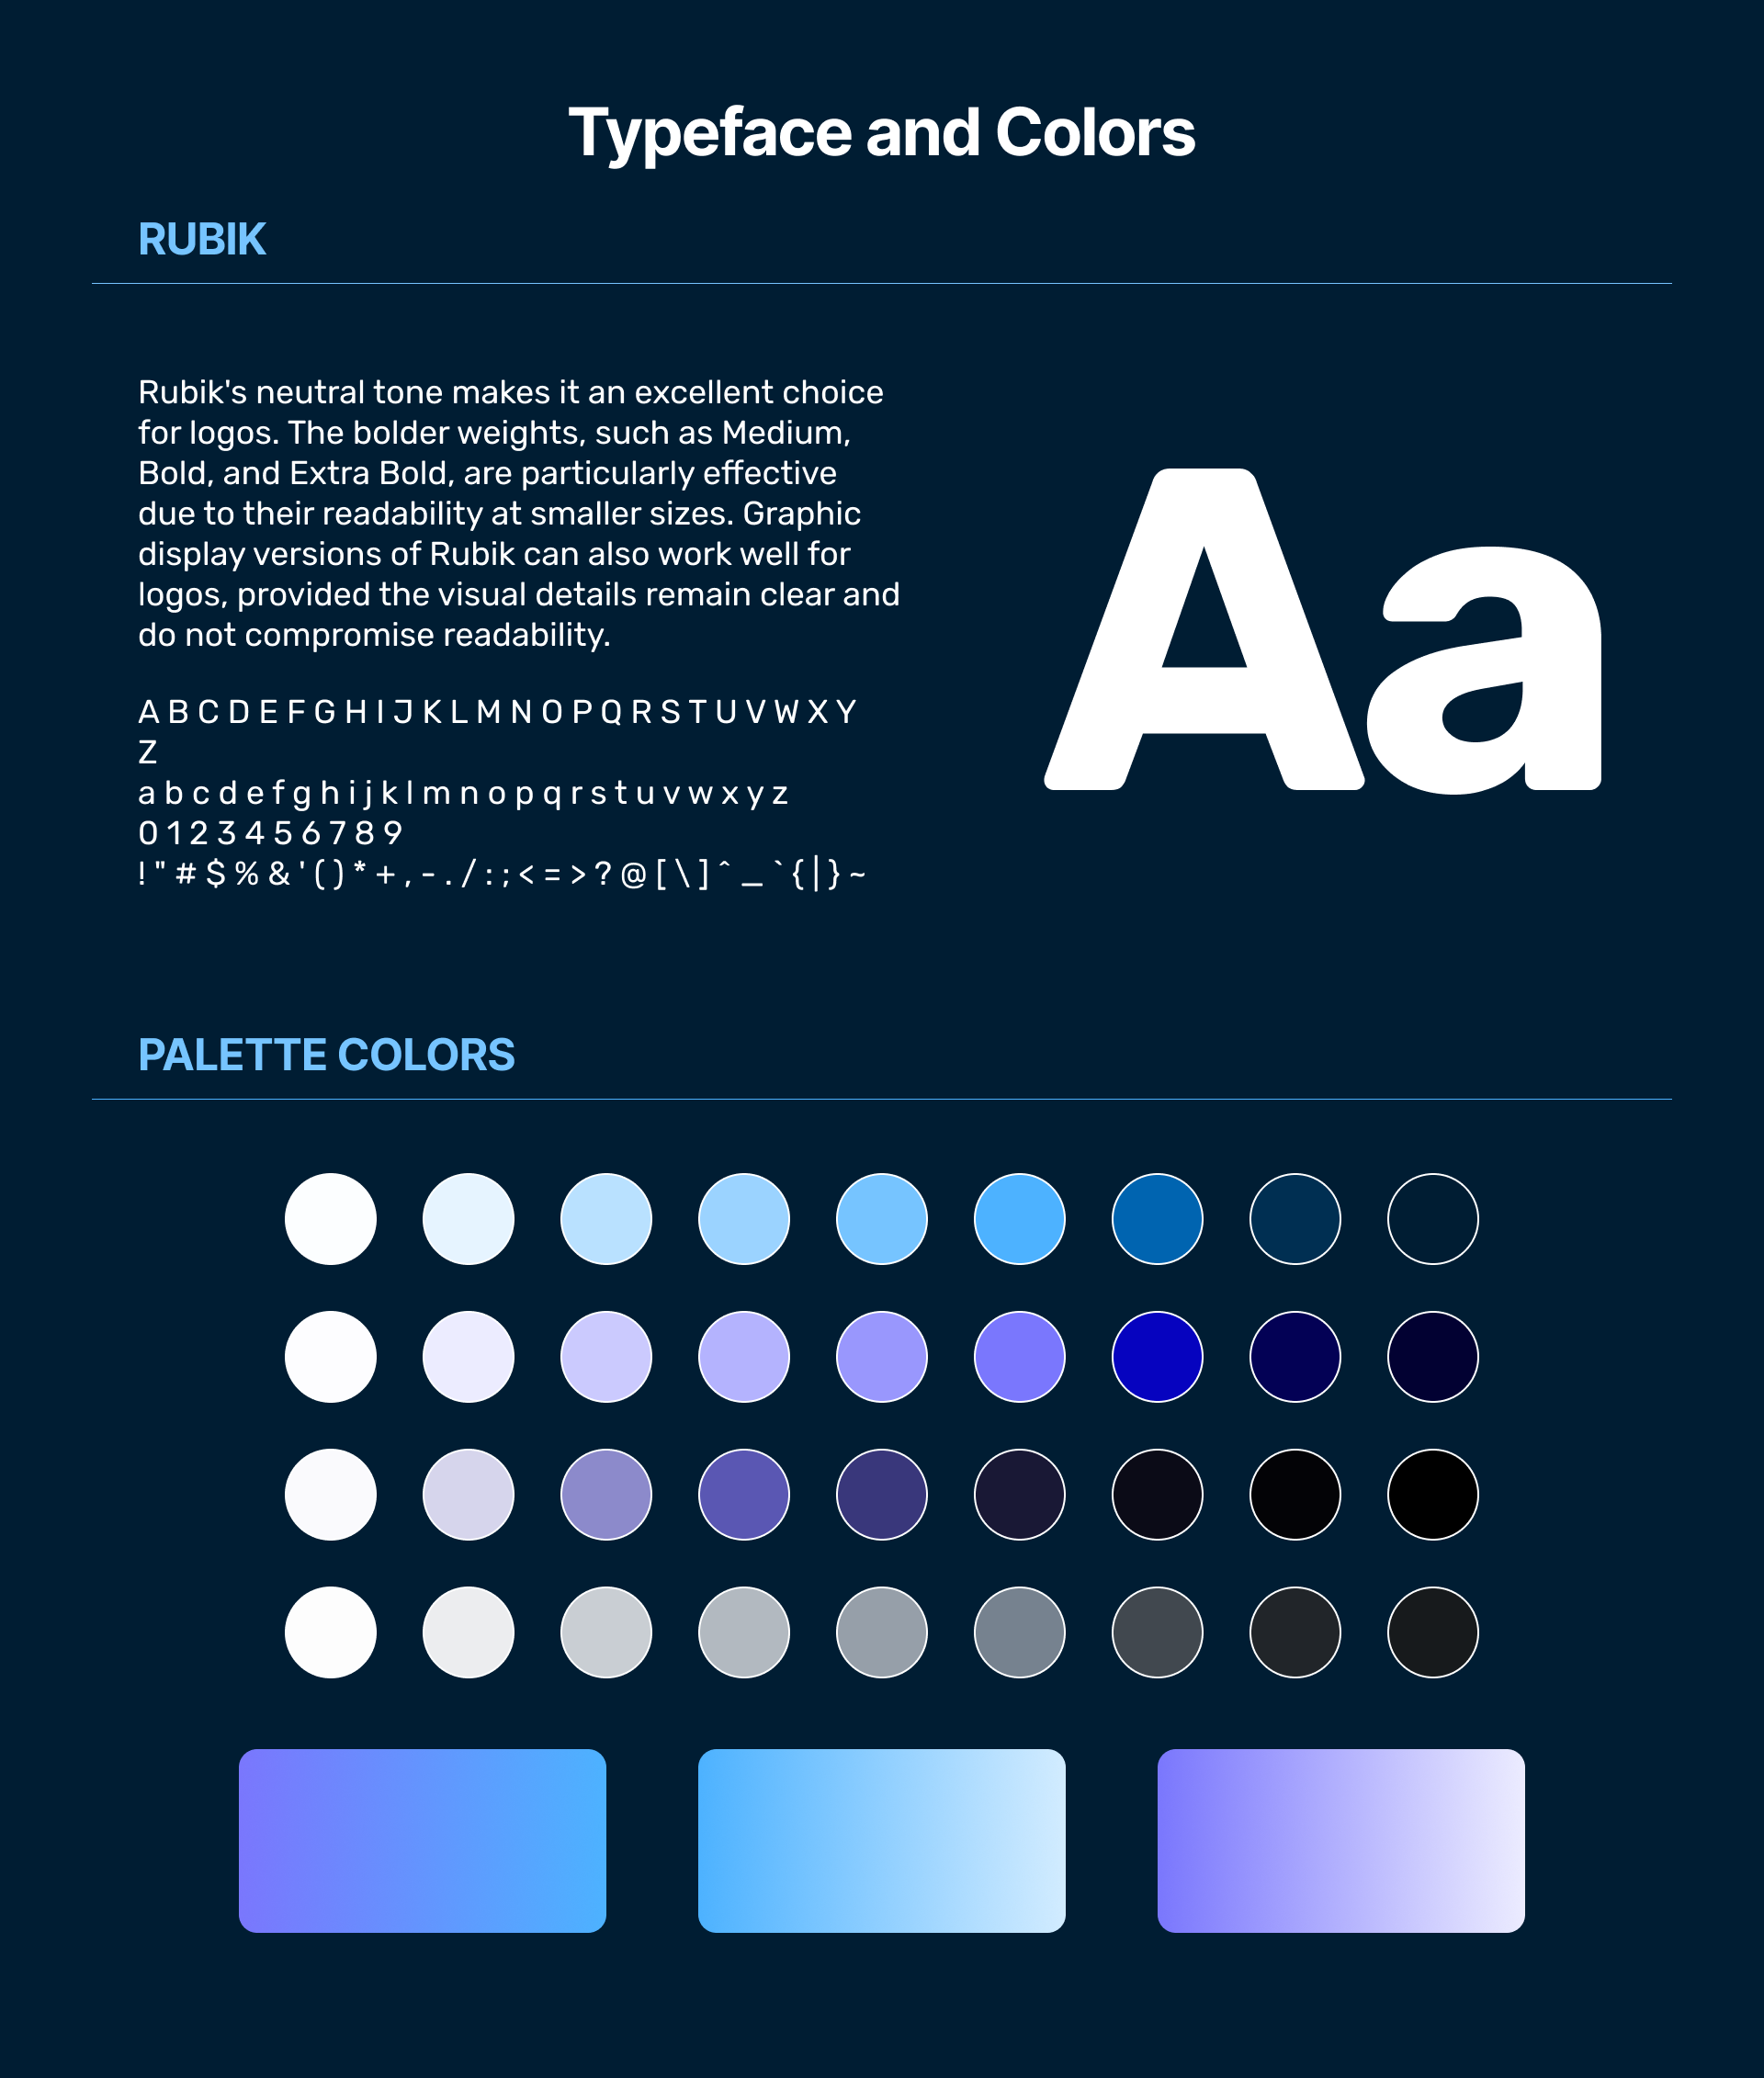 Typeface and Colors
RUBIK
Rubik's neutral tone makes it an excellent choice
for logos. The bolder weights, such as Medium,
Bold, and Extra Bold, are particularly effective
due to their readability at smaller sizes. Graphic
display versions of Rubik can also work well for
logos, provided the visual details remain clear and
do not compromise readability.
A B C D E F G H I J K L M N O P Q R S T U V W X Y
Z
a b c d e f g h i j k l m n o p q r s t u v w x y z
0 1 2 3 4 5 6 7 8 9
! " # $ % & ' ( ) * + , - . / : ; < = > ? @ [ \ ] ^ _ ` { | } ~
Aa
PALETTE COLORS